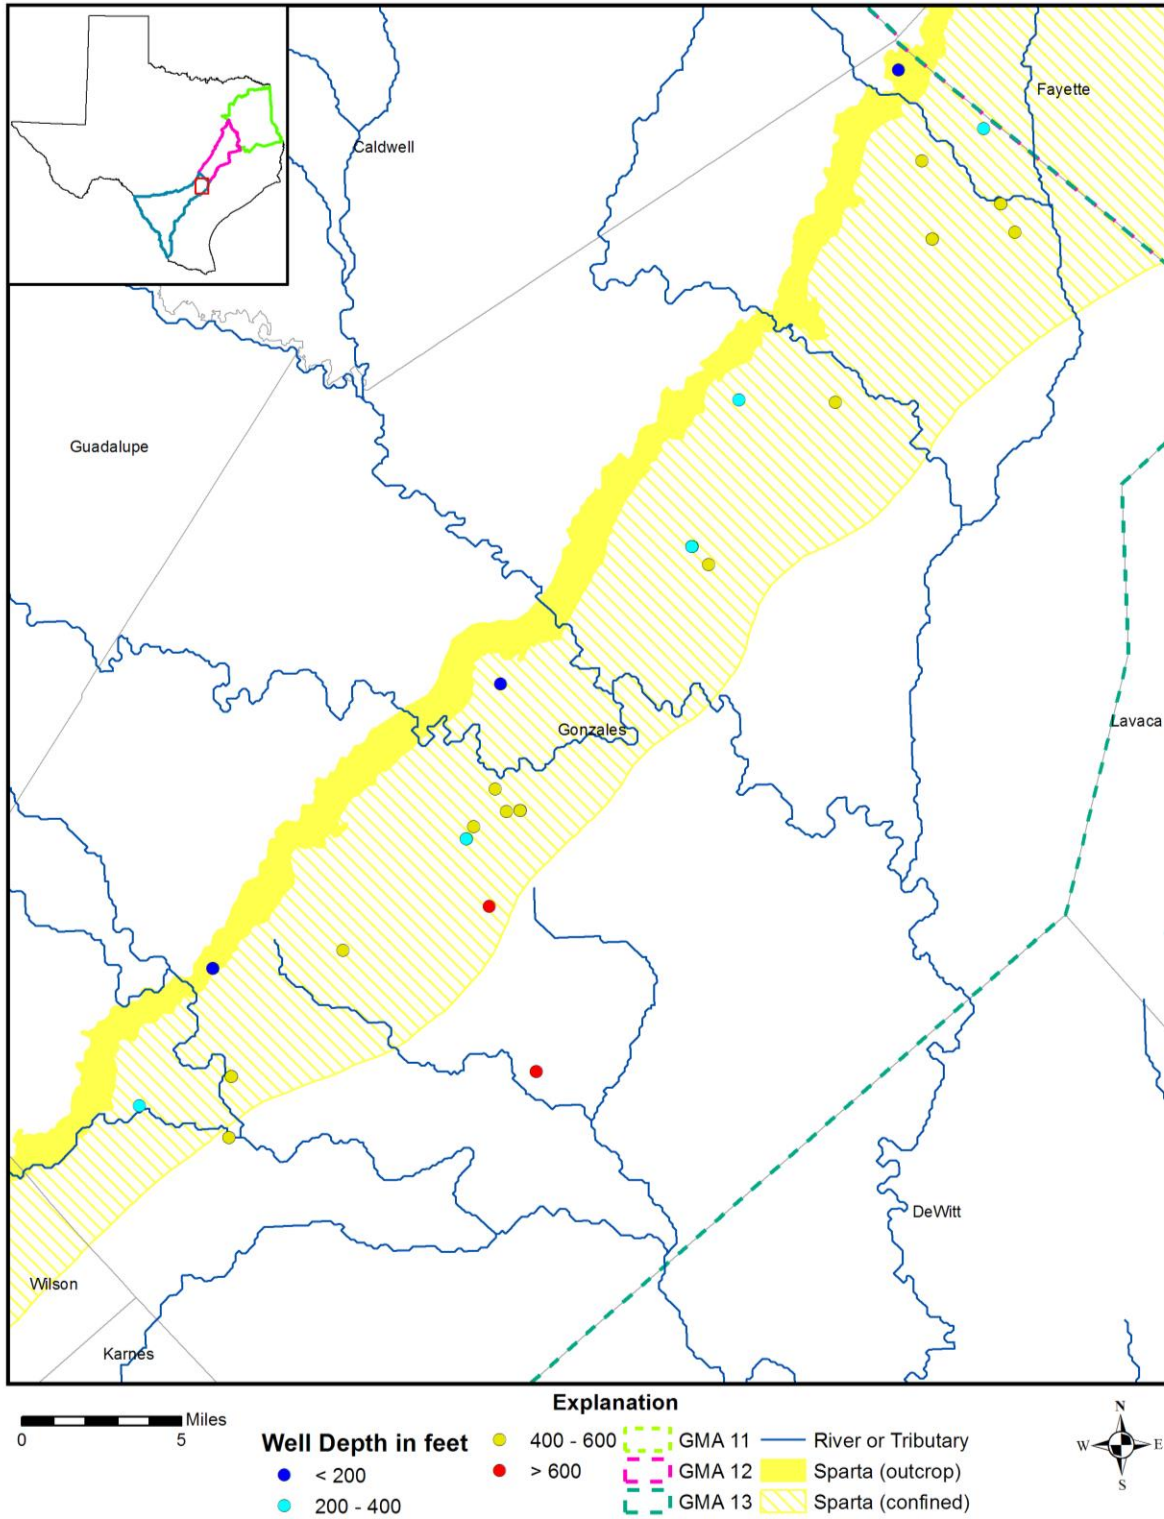 Fayette
Caldwell
Guadalupe
Gonzales
Lavaca
DeWitt
Wilson
Karnes
Explanation
Miles
0 5
Well Depth in feet
< 200
200 - 400
400 - 600
> 600
GMA 11
GMA 12
GMA 13
River or Tributary
Sparta (outcrop)
Sparta (confined)
N
W E
S